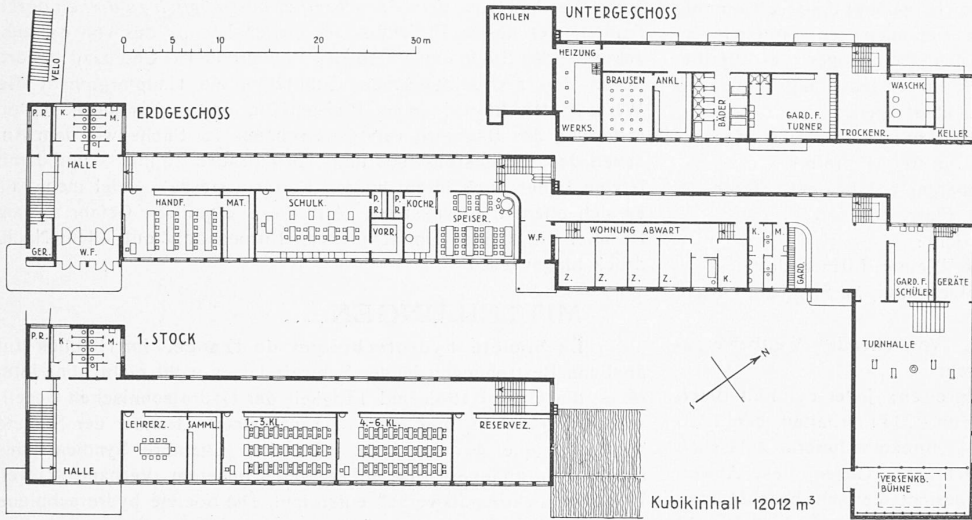 UNTERGESCHOSS
KOHLEN
HEIZUNG
WERKS.
BRAUSEN
ANKL.
BÄDER
GARD. F.
TURNER
TROCKENR.
WASCHK.
KELLER
0 10 20 50m
VELO
ERDGESCHOSS
P.R.
K.
M.
HALLE
GER.
W.F.
HANDF.
MAT.
SCHULK.
P.
R.
P.
R.
VORR.
KOCHR.
SPEISER.
W.F.
WOHNUNG ABWART
Z.
Z.
Z.
Z.
K.
K.
M.
GARD.
GARD. F.
SCHÜLER
GERÄTE
TURNHALLE
VERSENKB.
BÜHNE
N
1. STOCK
P.R.
K.
M.
HALLE
LEHRERZ.
SAMML.
1.-3. KL.
4.-6. KL.
RESERVEZ.
Kubikinhalt 12012 m³